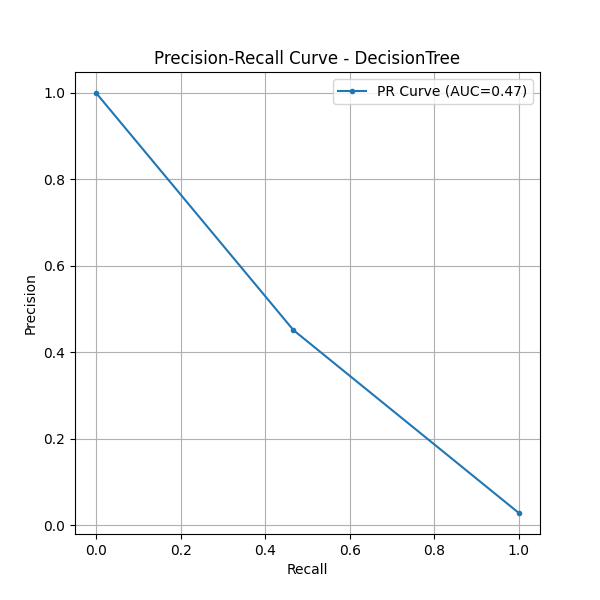 Precision-Recall Curve - DecisionTree
PR Curve (AUC=0.47)
Precision
1.0
0.8
0.6
0.4
0.2
0.0
0.0 0.2 0.4 0.6 0.8 1.0
Recall